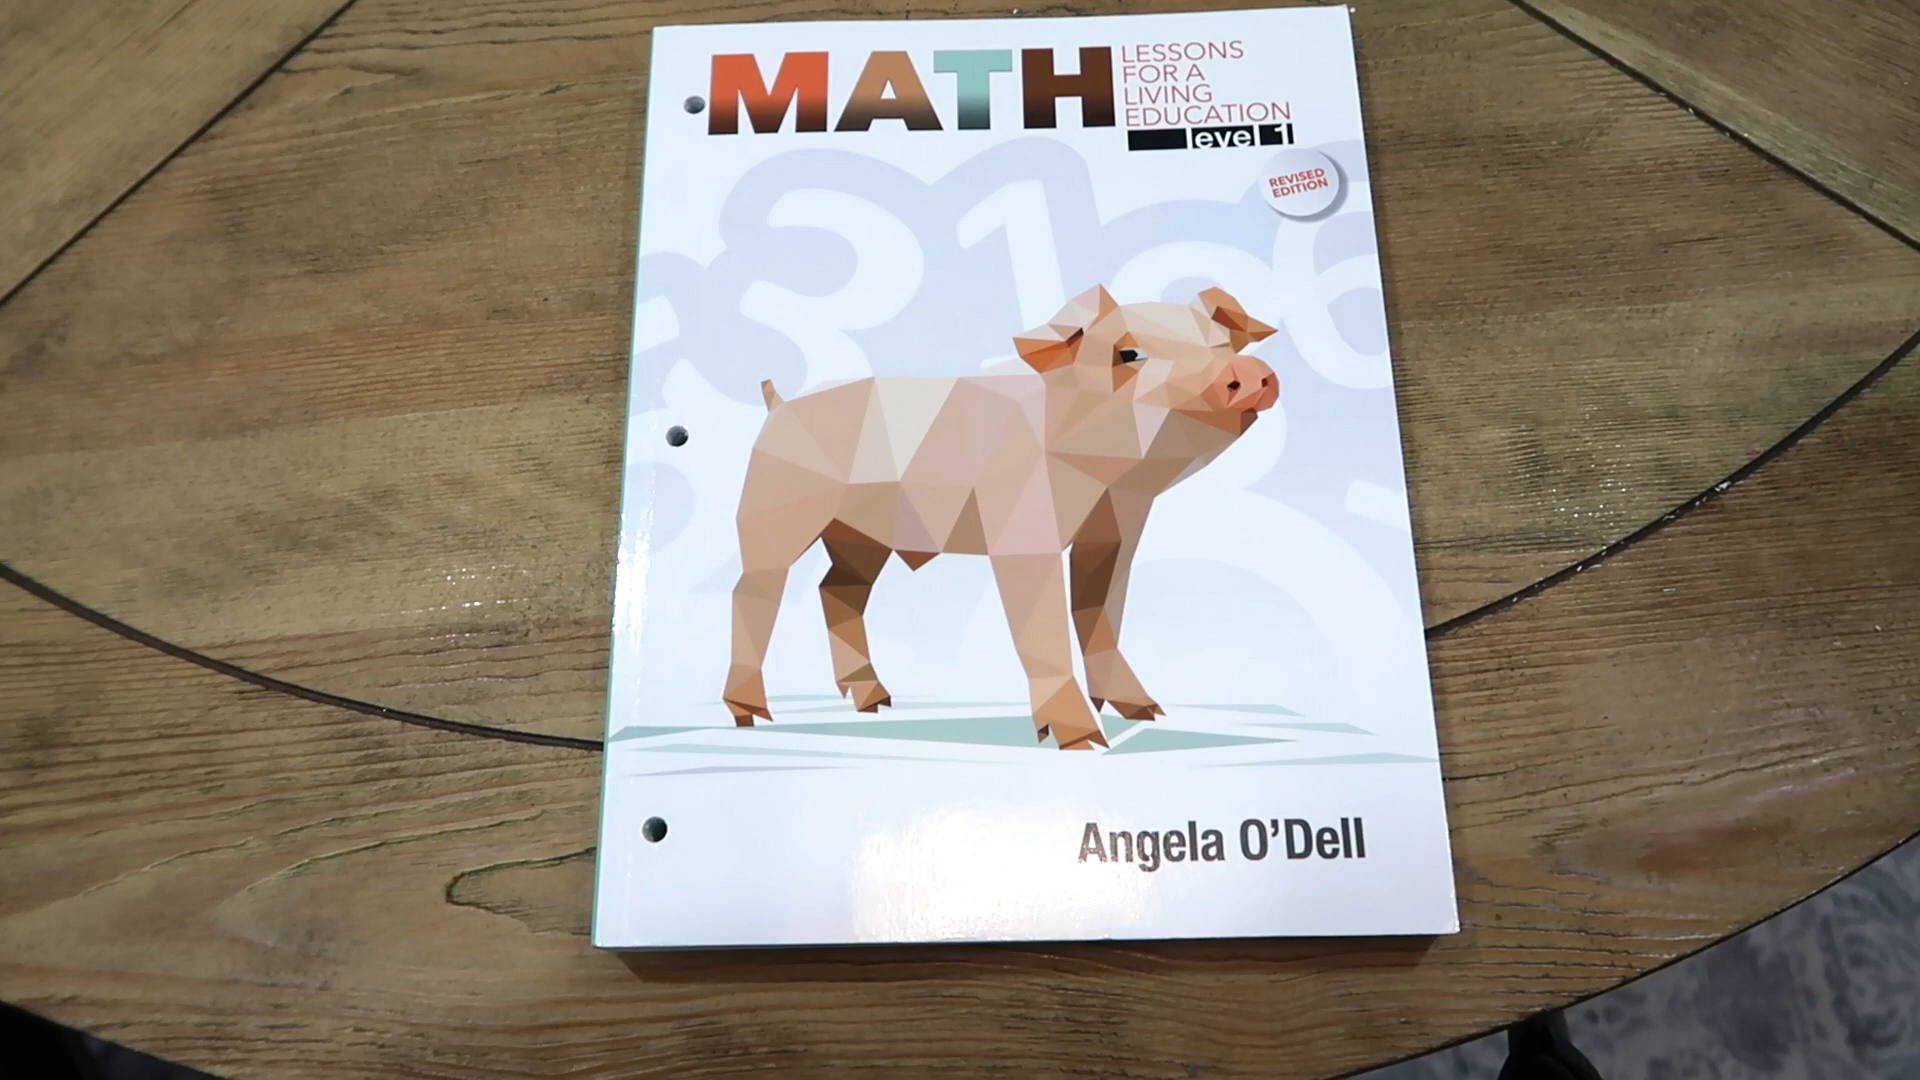 MATH
LESSONS
FOR A
LIVING
EDUCATION
level 1
REVISED
EDITION
Angela O'Dell